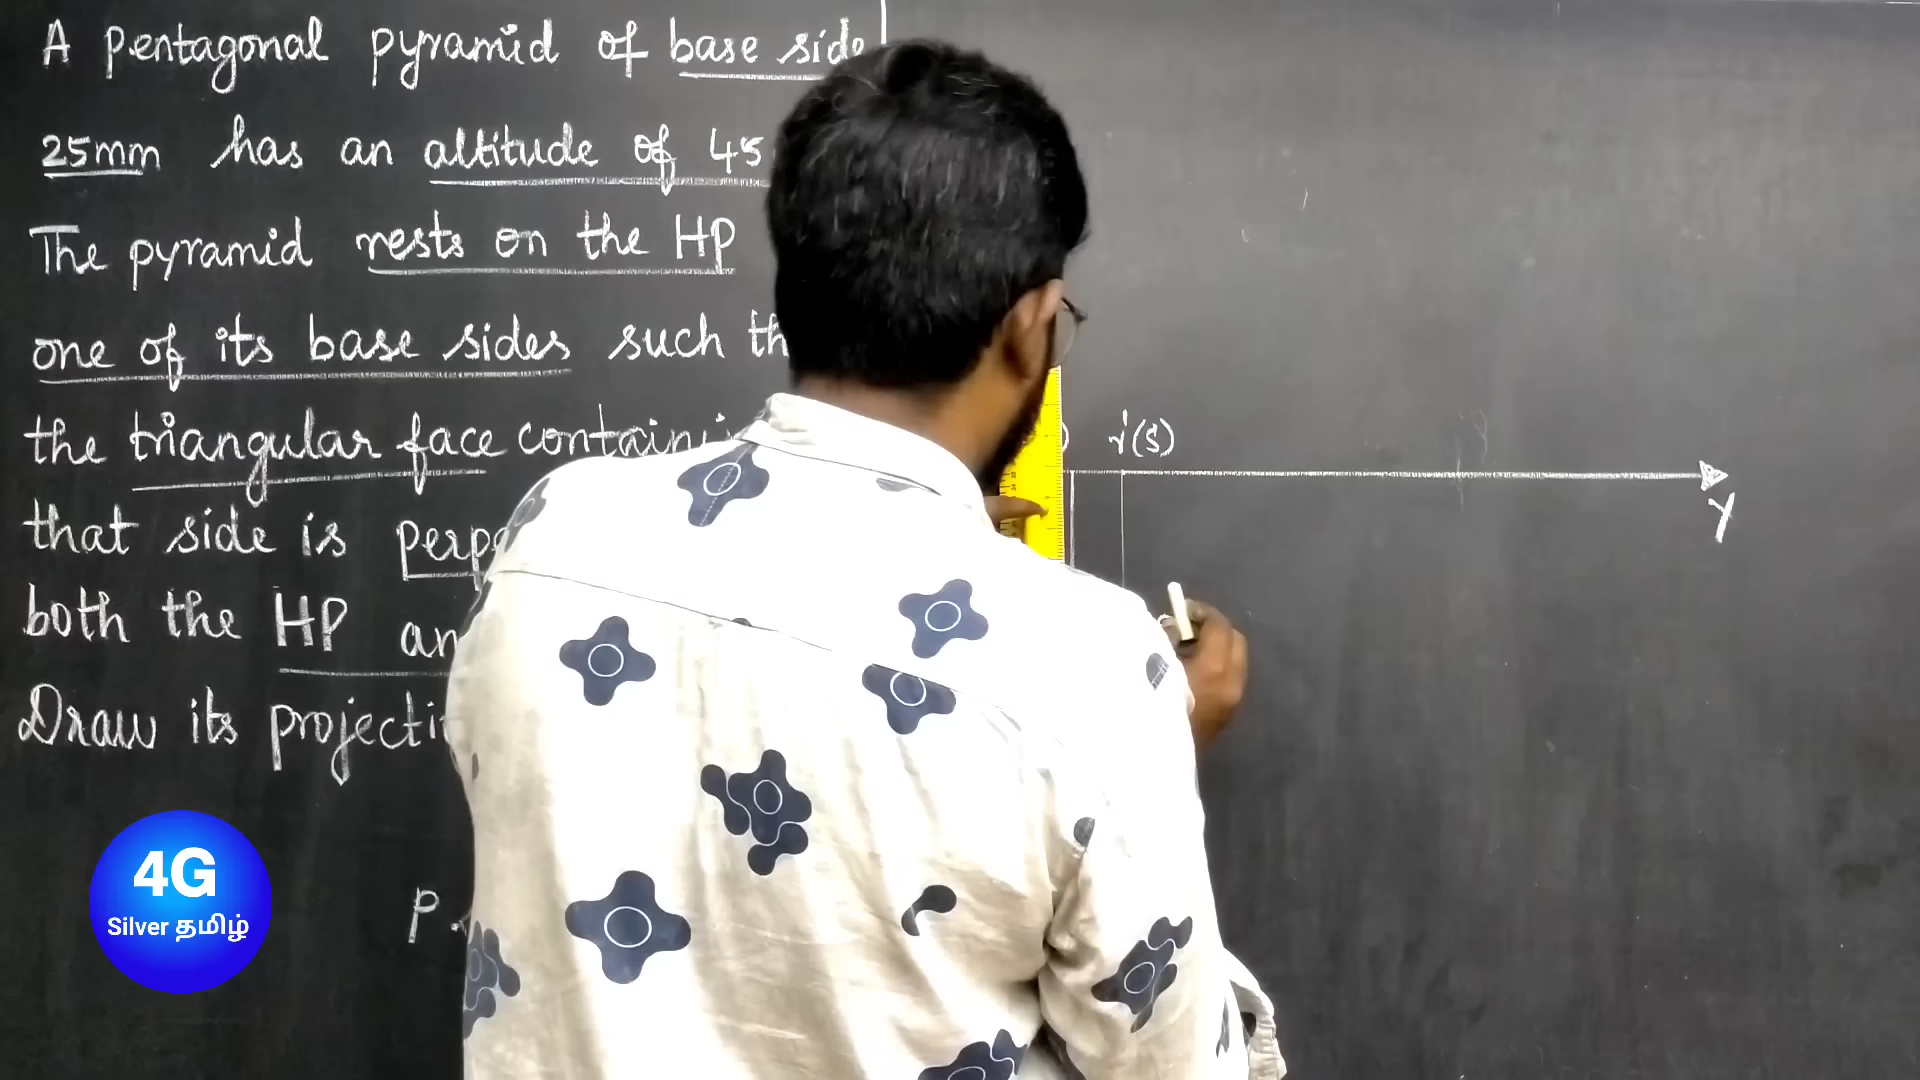 A pentagonal pyramid of base side
25mm has an altitude of 45
The pyramid rests on the HP
one of its base sides such th
the triangular face containi
that side is perpe
both the HP an
Draw its projecti
r'(s')
Y
P
4G
Silver தமிழ்